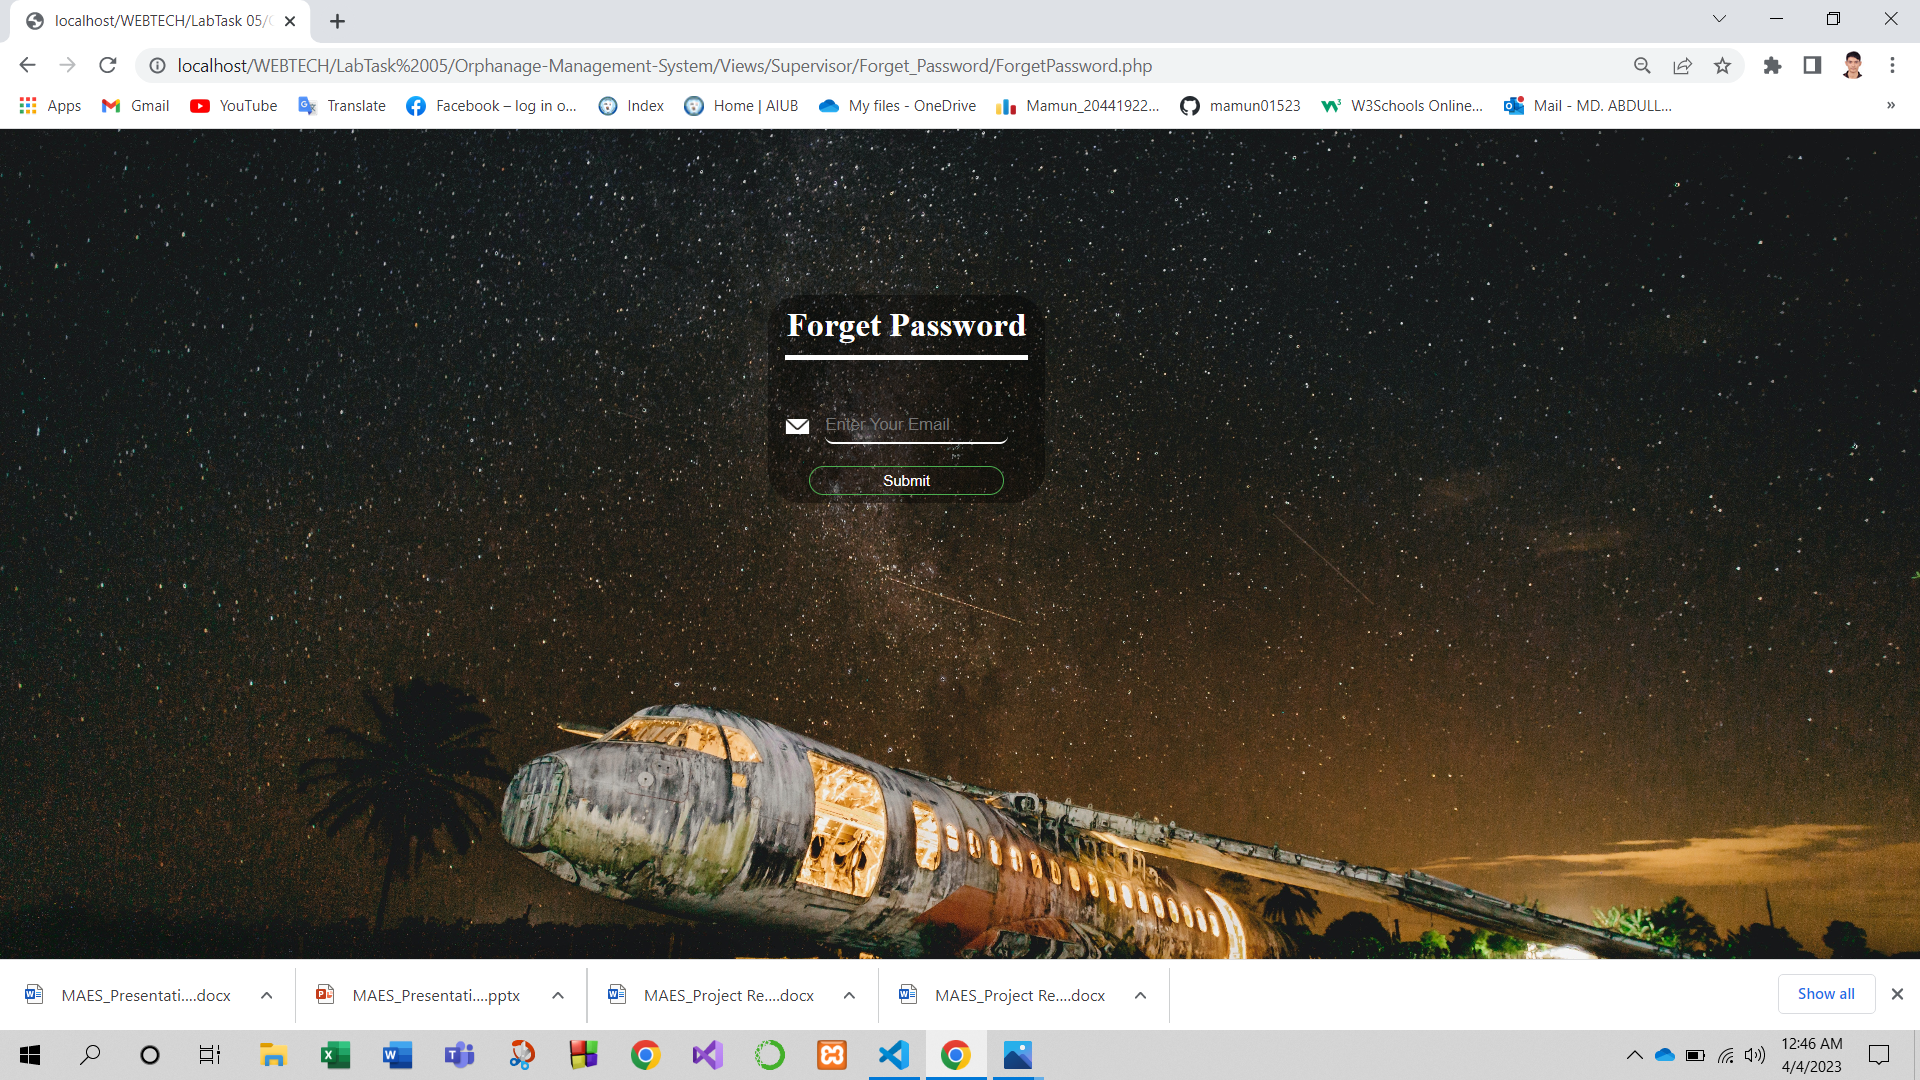 localhost/WEBTECH/LabTask 05/
localhost/WEBTECH/LabTask%2005/Orphanage-Management-System/Views/Supervisor/Forget_Password/ForgetPassword.php
Apps Gmail YouTube Translate Facebook – log in o... Index Home | AIUB My files - OneDrive Mamun_20441922... mamun01523 W3Schools Online... Mail - MD. ABDULL... »
Forget Password
Enter Your Email
Submit
MAES_Presentati....docx MAES_Presentati....pptx MAES_Project Re....docx MAES_Project Re....docx Show all
12:46 AM
4/4/2023